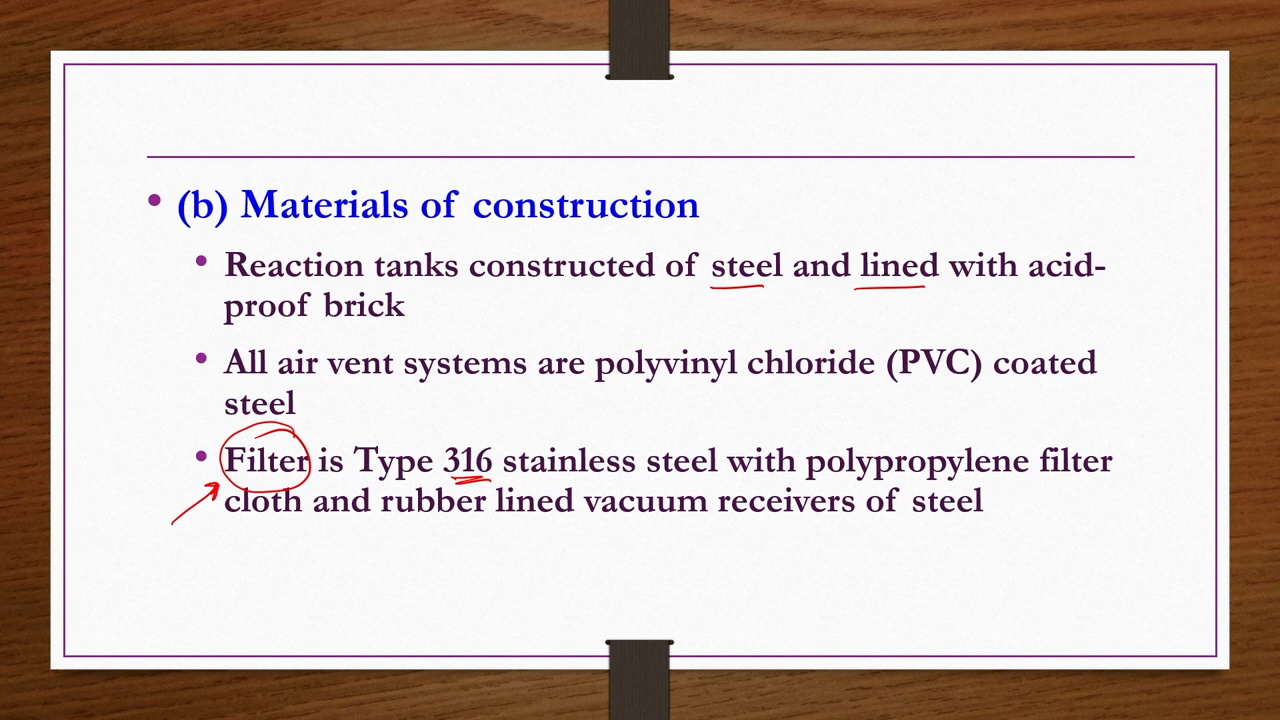 • (b) Materials of construction
• Reaction tanks constructed of steel and lined with acid-
proof brick
• All air vent systems are polyvinyl chloride (PVC) coated
steel
• Filter is Type 316 stainless steel with polypropylene filter
cloth and rubber lined vacuum receivers of steel